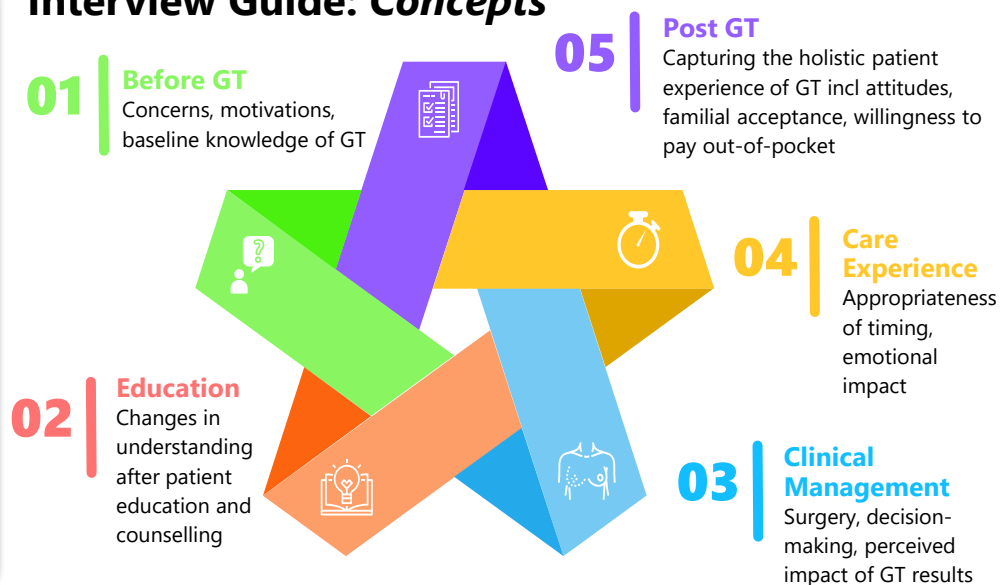 Interview Guide: Concepts
01
Before GT
Concerns, motivations,
baseline knowledge of GT
02
Education
Changes in
understanding
after patient
education and
counselling
03
Clinical
Management
Surgery, decision-
making, perceived
impact of GT results
04
Care
Experience
Appropriateness
of timing,
emotional
impact
05
Post GT
Capturing the holistic patient
experience of GT incl attitudes,
familial acceptance, willingness to
pay out-of-pocket
?